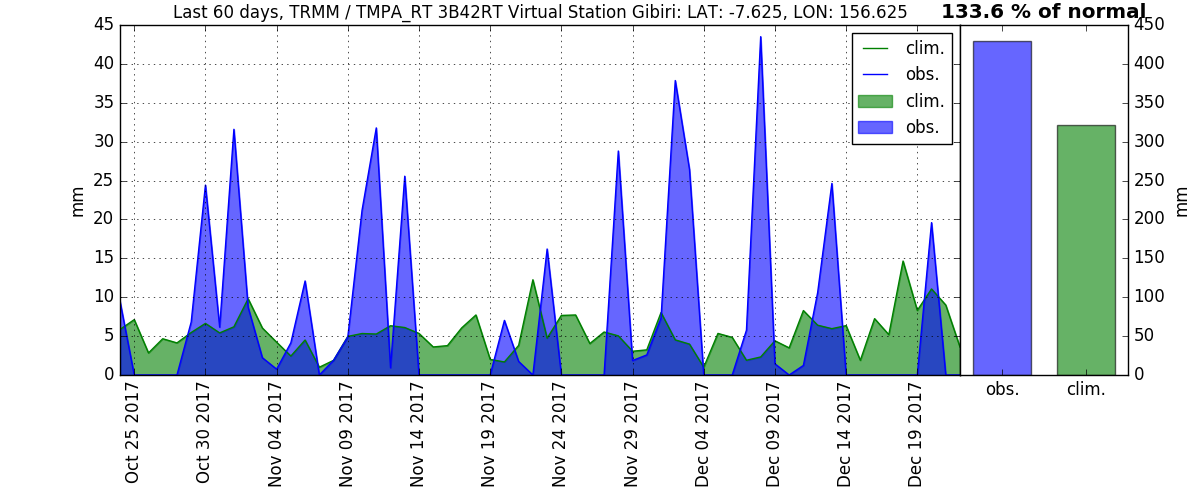 Last 60 days, TRMM / TMPA_RT 3B42RT Virtual Station Gibiri: LAT: -7.625, LON: 156.625
133.6 % of normal
45
40
35
30
25
20
15
10
5
0
mm
Oct 25 2017
Oct 30 2017
Nov 04 2017
Nov 09 2017
Nov 14 2017
Nov 19 2017
Nov 24 2017
Nov 29 2017
Dec 04 2017
Dec 09 2017
Dec 14 2017
Dec 19 2017
clim.
obs.
clim.
obs.
450
400
350
300
250
200
150
100
50
0
mm
obs.
clim.